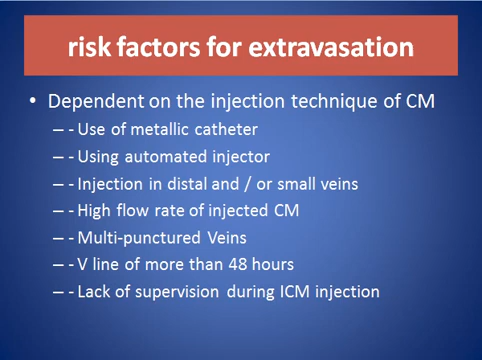 risk factors for extravasation
• Dependent on the injection technique of CM
– - Use of metallic catheter
– - Using automated injector
– - Injection in distal and / or small veins
– - High flow rate of injected CM
– - Multi-punctured Veins
– - V line of more than 48 hours
– - Lack of supervision during ICM injection